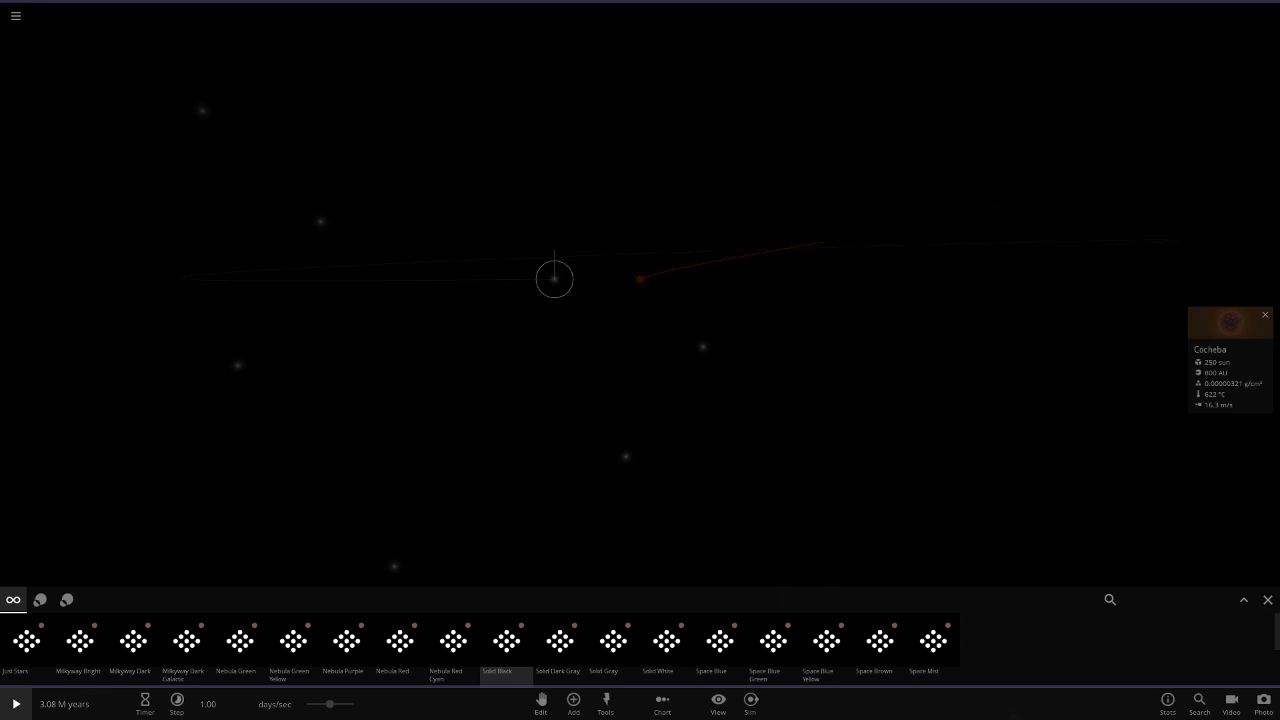 Cocheba
250 sun
800 AU
0.00000321 g/cm³
622 °C
16.3 m/s
Just Stars
Milkyway Bright
Milkyway Dark
Milkyway Dark
Galactic
Nebula Green
Nebula Green
Yellow
Nebula Purple
Nebula Red
Nebula Red
Cyan
Solid Black
Solid Dark Gray
Solid Gray
Solid White
Space Blue
Space Blue
Green
Space Blue
Yellow
Space Brown
Space Mist
3.08 M years
Timer
Step
1.00
days/sec
Edit
Add
Tools
Chart
View
Sim
Stats
Search
Video
Photo